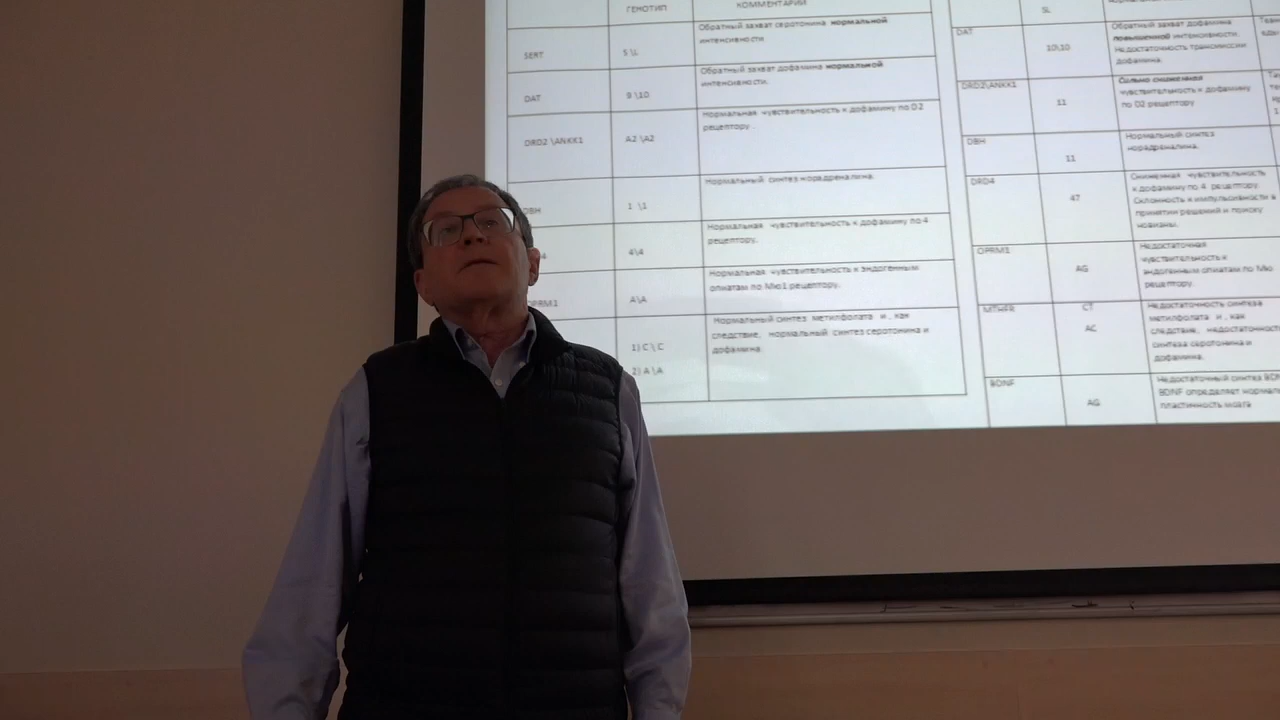 ГЕНОТИП
КОММЕНТАРИИ
SERT
S \L
Обратный захват серотонина нормальной
интенсивности.
DAT
9 \10
Обратный захват дофамина нормальной
интенсивности.
DRD2 \ANKK1
A2 \A2
Нормальная чувствительность к дофамину по D2
рецептору .
DBH
1 \1
Нормальный синтез норадреналина.
4
4\4
Нормальная чувствительность к дофамину по 4
рецептору.
OPRM1
A\A
Нормальная чувствительность к эндогенным
опиатам по Мю1 рецептору.
1) C \ C
2) A \A
Нормальный синтез метилфолата и , как
следствие, нормальный синтез серотонина и
дофамина.
SL
DAT
10\10
Обратный захват дофамина
повышенной интенсивности.
Недостаточность трансмиссии
дофамина.
DRD2\ANKK1
11
Сильно сниженная
чувствительность к дофамину
по D2 рецептору
DBH
11
Нормальный синтез
норадреналина.
DRD4
47
Сниженная чувствительность
к дофамину по 4 рецептору.
Склонность к импульсивности в
принятии решений и поиску
новизны.
OPRM1
AG
Недостаточная
чувствительность к
эндогенным опиатам по Мю
рецептору.
MTHFR
CT
AC
Недостаточность синтеза
метилфолата и , как
следствие, недостаточность
синтеза серотонина и
дофамина.
BDNF
AG
Недостаточный синтез BDNF
BDNF определяет нормаль
пластичность мозга